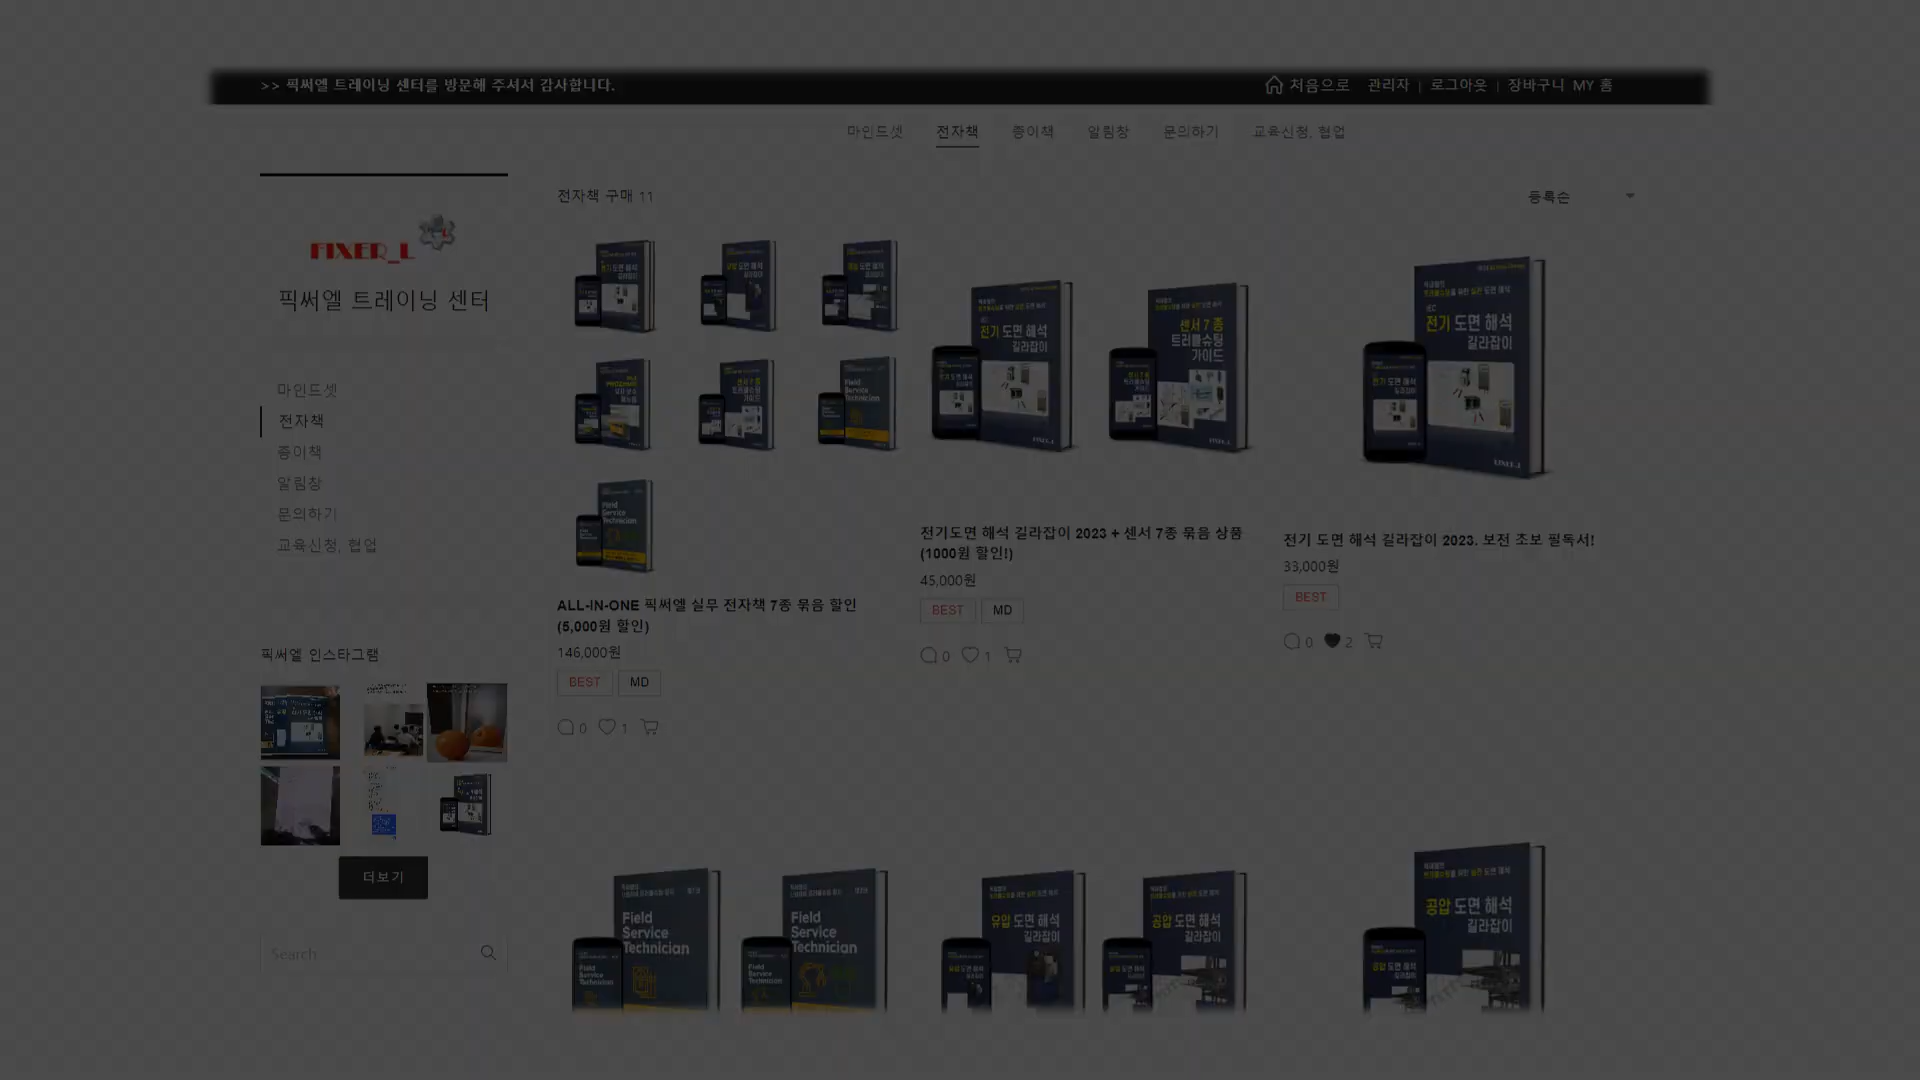 >> 픽써엘 트레이닝 센터를 방문해 주셔서 감사합니다.
처음으로 관리자 | 로그아웃 | 장바구니 MY 홈
마인드셋 전자책 종이책 알림창 문의하기 교육신청, 협업
FIXER_L
픽써엘 트레이닝 센터
마인드셋
전자책
종이책
알림창
문의하기
교육신청, 협업
픽써엘 인스타그램
더보기
Search
전자책 구매 11
등록순
ALL-IN-ONE 픽써엘 실무 전자책 7종 묶음 할인
(5,000원 할인)
146,000원
BEST MD
0 1
전기 도면 해석
길라잡이
센서 7종
트러블슈팅
가이드
전기도면 해석 길라잡이 2023 + 센서 7종 묶음 상품
(1000원 할인!)
45,000원
BEST MD
0 1
IEC
전기 도면 해석
길라잡이
FIXER_L
전기 도면 해석 길라잡이 2023. 보전 초보 필독서!
33,000원
BEST
0 2
Field
Service
Technician
Field
Service
Technician
유압 도면 해석
길라잡이
공압 도면 해석
길라잡이
공압 도면 해석
길라잡이